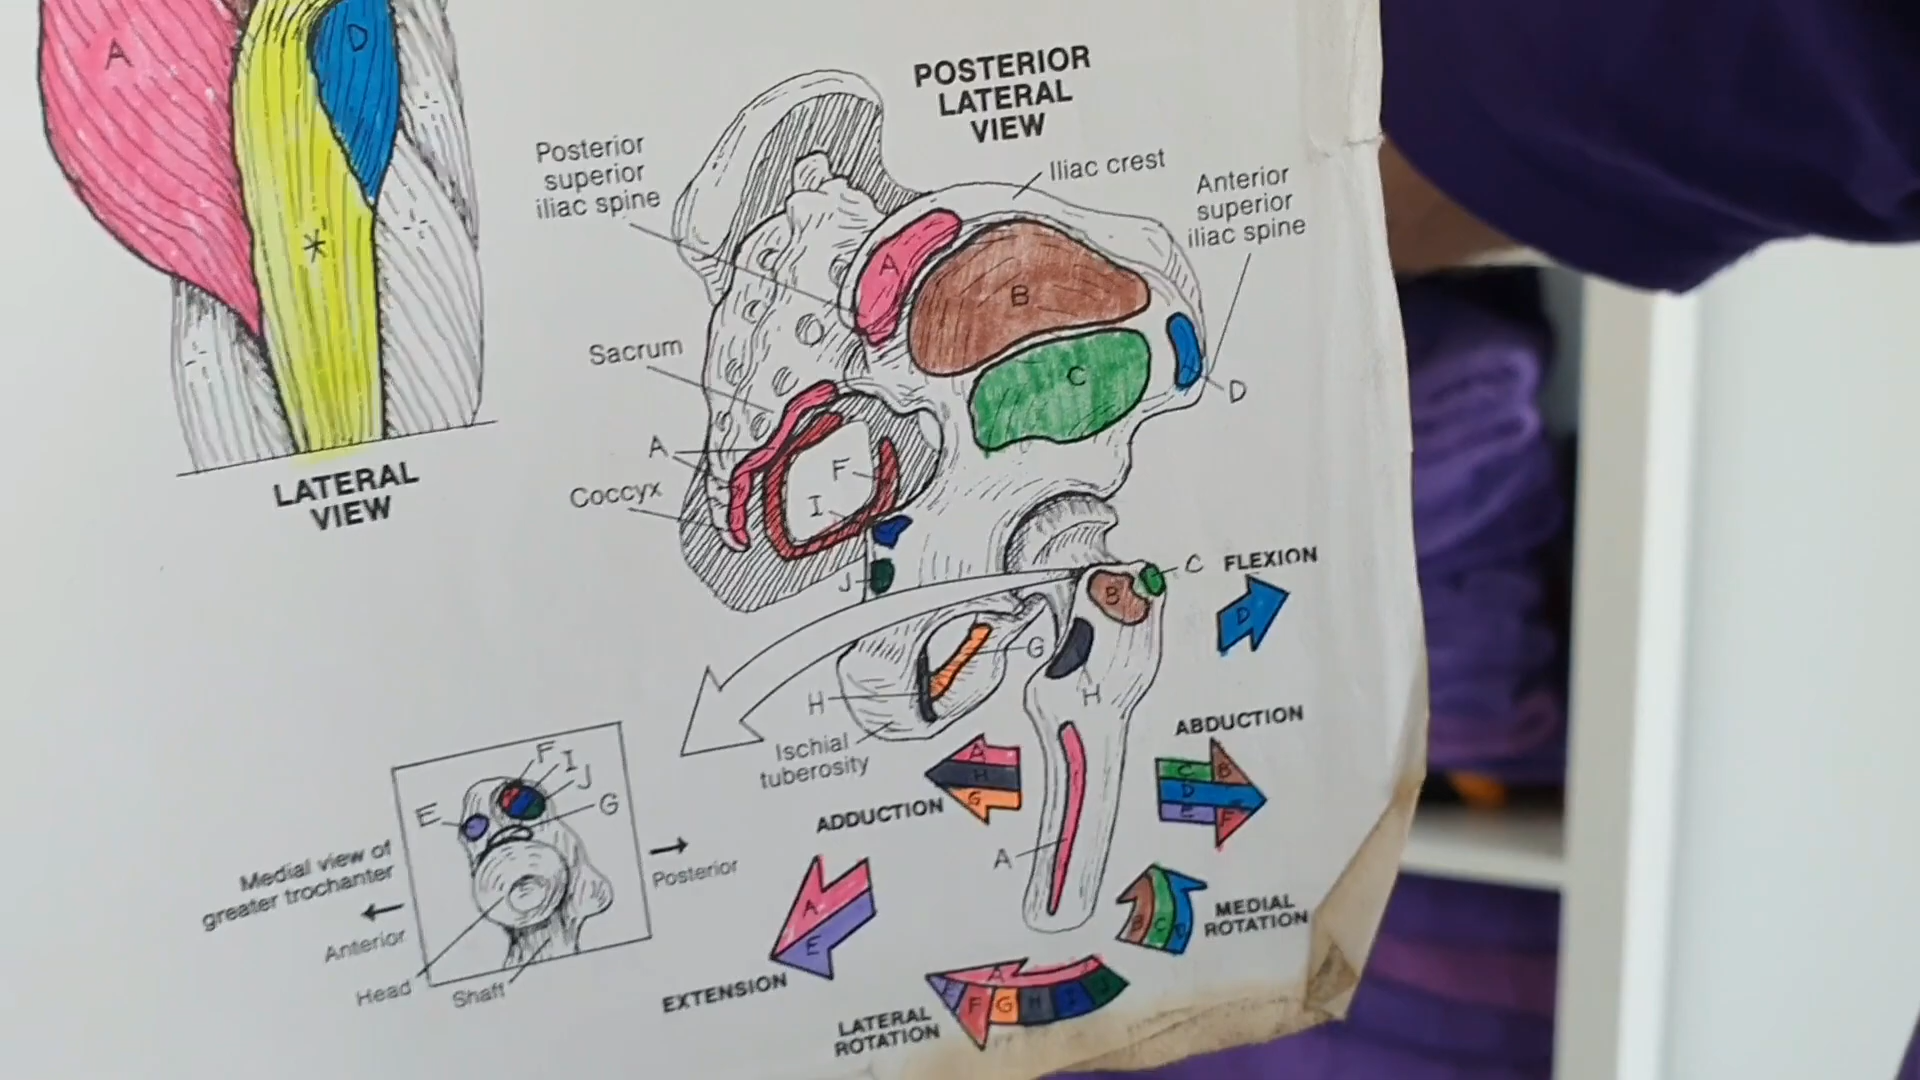 A
D
*
LATERAL
VIEW
POSTERIOR
LATERAL
VIEW
Posterior
superior
iliac spine
Iliac crest
Anterior
superior
iliac spine
A
B
C
D
Sacrum
A
Coccyx
F
I
J
C
B
G
H
H
Ischial
tuberosity
A
FLEXION
D
ABDUCTION
C B
D
E F
ADDUCTION
A
H
G
EXTENSION
A
E
MEDIAL
ROTATION
B C D
LATERAL
ROTATION
A
E F G H I J
F
I
J
E
G
Medial view of
greater trochanter
Anterior
Posterior
Head
Shaft